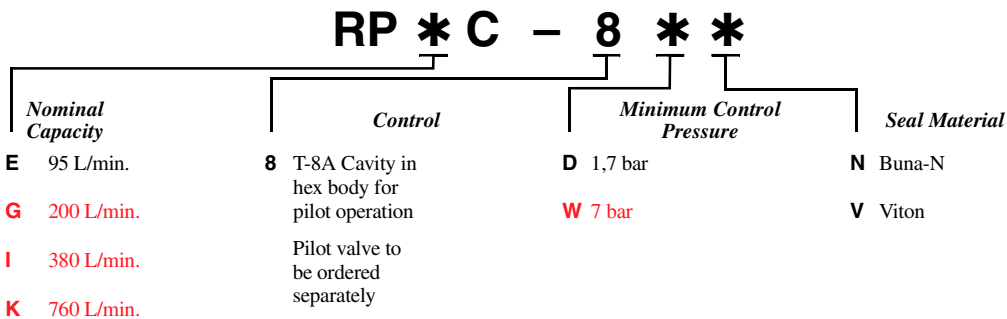 RP ✱ C – 8 ✱ ✱
Nominal
Capacity
E 95 L/min.
G 200 L/min.
I 380 L/min.
K 760 L/min.
Control
8 T-8A Cavity in
hex body for
pilot operation
Pilot valve to
be ordered
separately
Minimum Control
Pressure
D 1,7 bar
W 7 bar
Seal Material
N Buna-N
V Viton